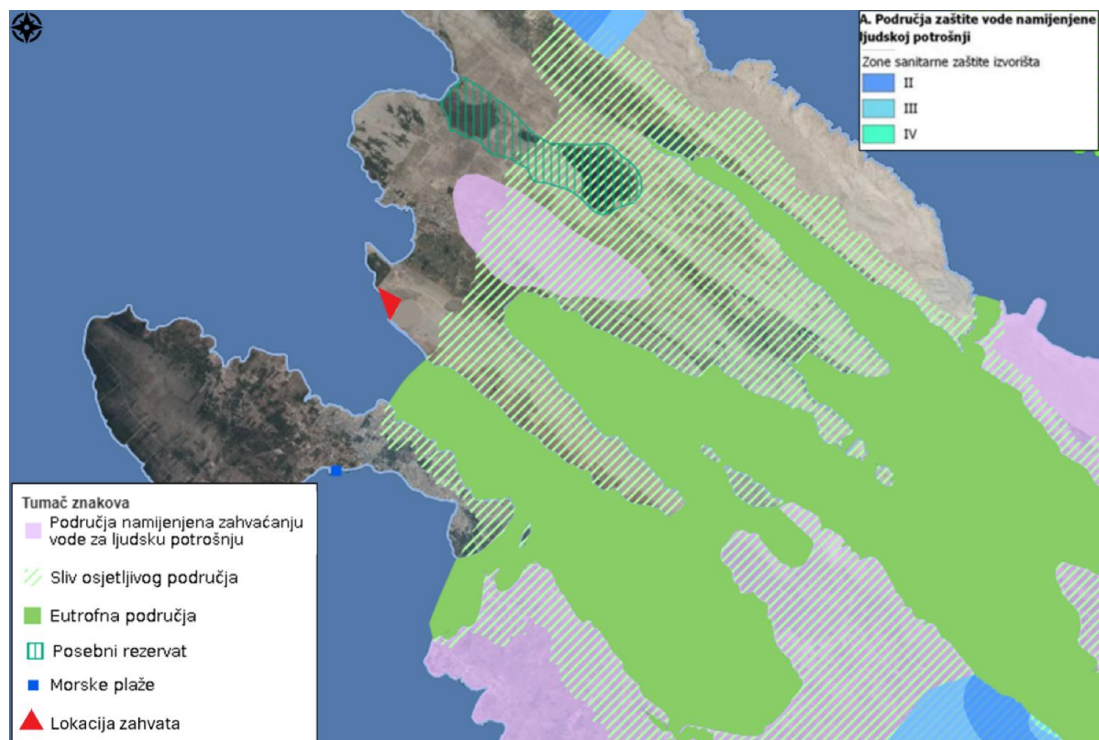 A. Područja zaštite vode namijenjene
ljudskoj potrošnji
Zone sanitarne zaštite izvorišta
II
III
IV
Tumač znakova
Područja namijenjena zahvaćanju
vode za ljudsku potrošnju
Sliv osjetljivog područja
Eutrofna područja
Posebni rezervat
Morske plaže
Lokacija zahvata